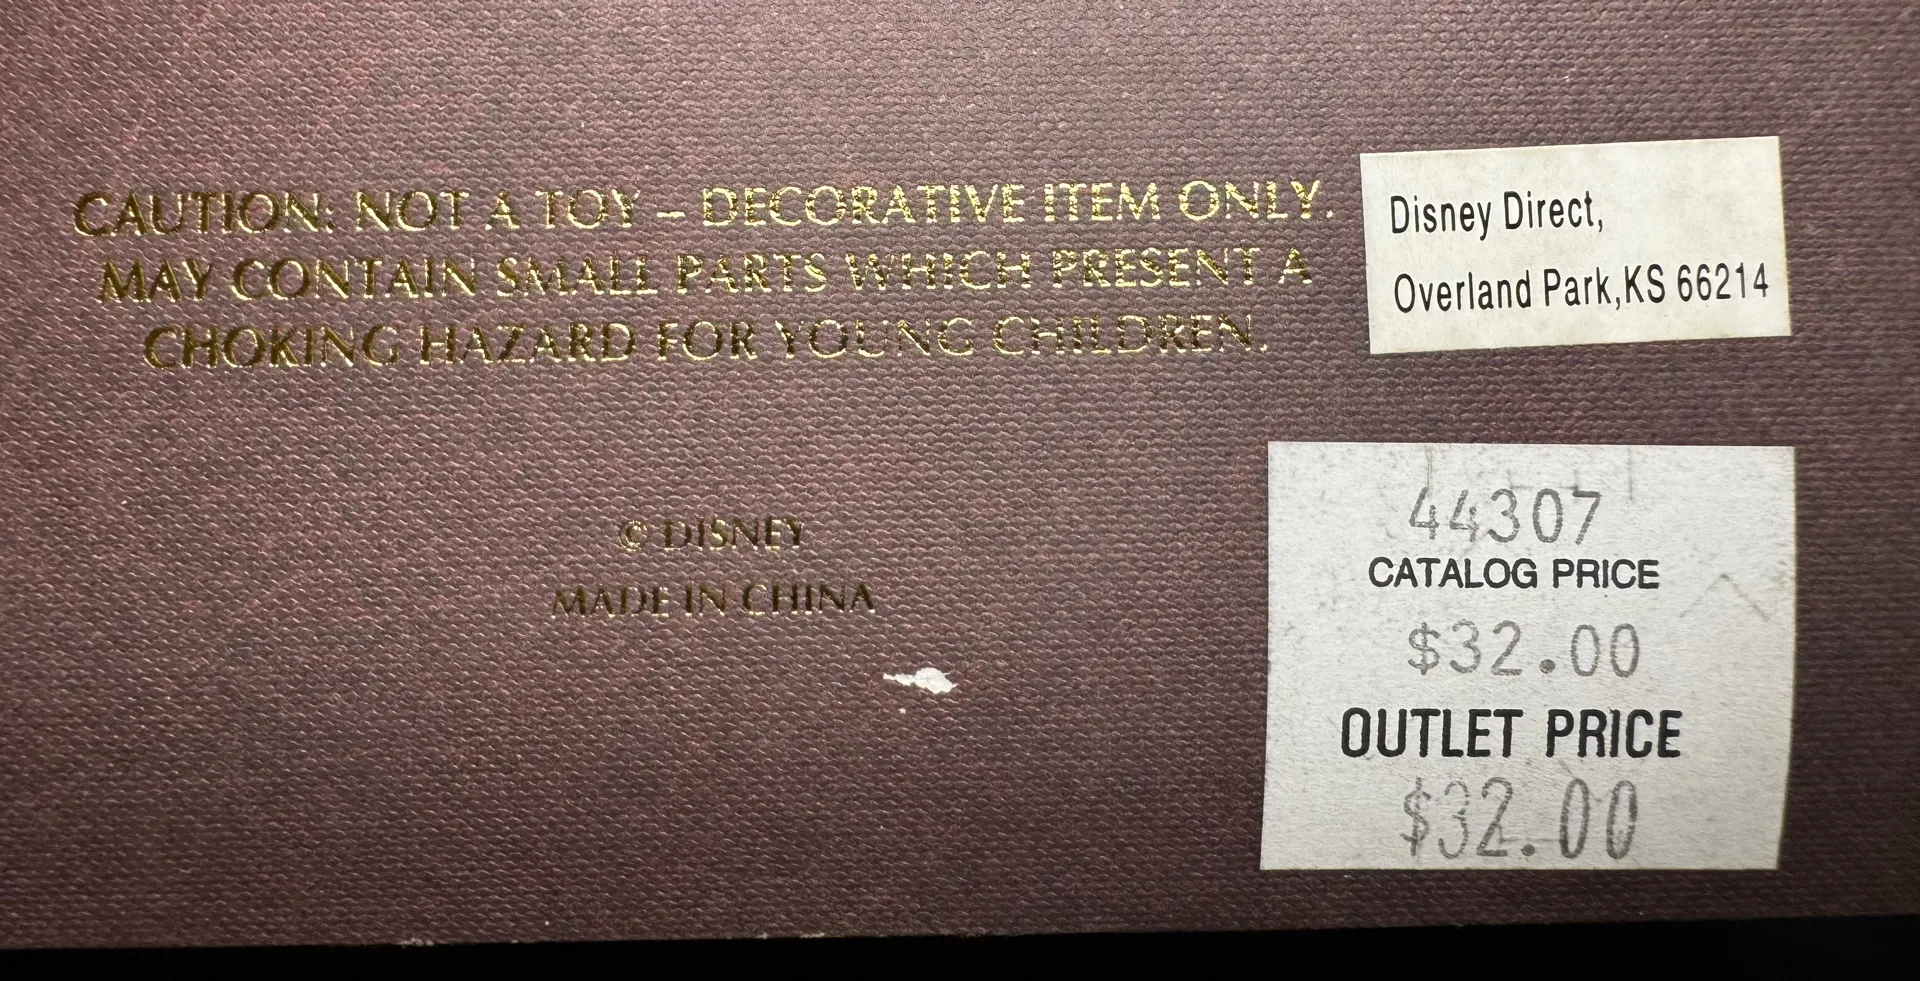 CAUTION: NOT A TOY – DECORATIVE ITEM ONLY.
MAY CONTAIN SMALL PARTS WHICH PRESENT A
CHOKING HAZARD FOR YOUNG CHILDREN.
© DISNEY
MADE IN CHINA
Disney Direct,
Overland Park,KS 66214
44307
CATALOG PRICE
$32.00
OUTLET PRICE
$32.00